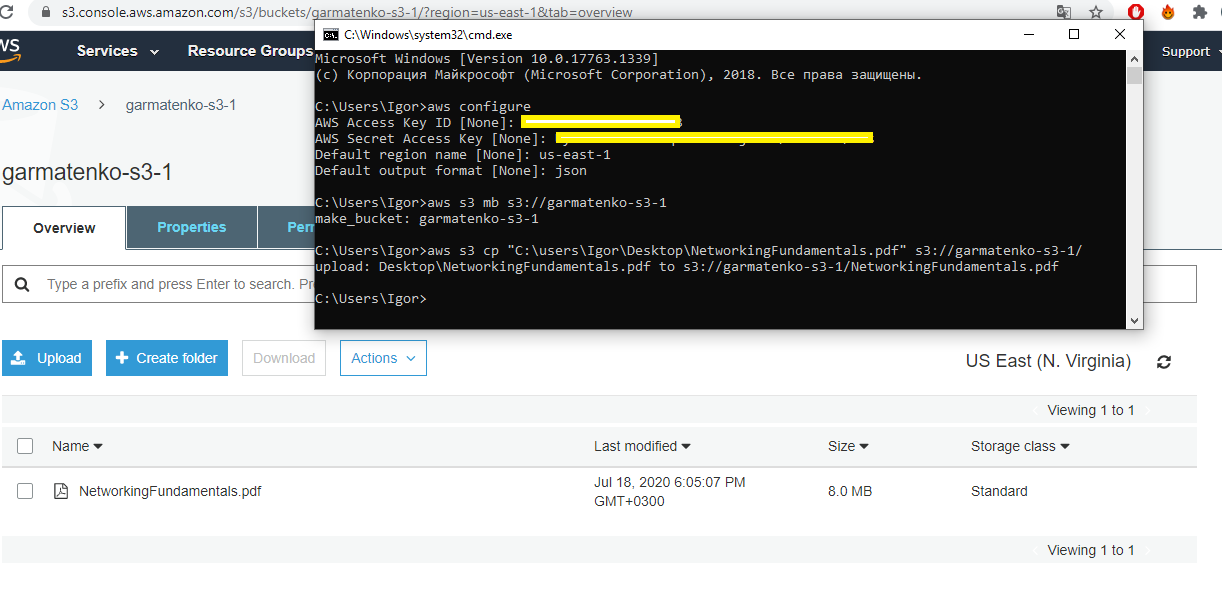 s3.console.aws.amazon.com/s3/buckets/garmatenko-s3-1/?region=us-east-1&tab=overview
Services
Resource Groups
Support
Amazon S3 > garmatenko-s3-1
garmatenko-s3-1
Overview
Properties
Type a prefix and press Enter to search.
C:\Windows\system32\cmd.exe
Microsoft Windows [Version 10.0.17763.1339]
(c) Корпорация Майкрософт (Microsoft Corporation), 2018. Все права защищены.
C:\Users\Igor>aws configure
AWS Access Key ID [None]:
AWS Secret Access Key [None]:
Default region name [None]: us-east-1
Default output format [None]: json
C:\Users\Igor>aws s3 mb s3://garmatenko-s3-1
make_bucket: garmatenko-s3-1
C:\Users\Igor>aws s3 cp "C:\users\Igor\Desktop\NetworkingFundamentals.pdf" s3://garmatenko-s3-1/
upload: Desktop\NetworkingFundamentals.pdf to s3://garmatenko-s3-1/NetworkingFundamentals.pdf
C:\Users\Igor>
Upload
Create folder
Download
Actions
US East (N. Virginia)
Viewing 1 to 1
Name
Last modified
Size
Storage class
NetworkingFundamentals.pdf
Jul 18, 2020 6:05:07 PM
GMT+0300
8.0 MB
Standard
Viewing 1 to 1